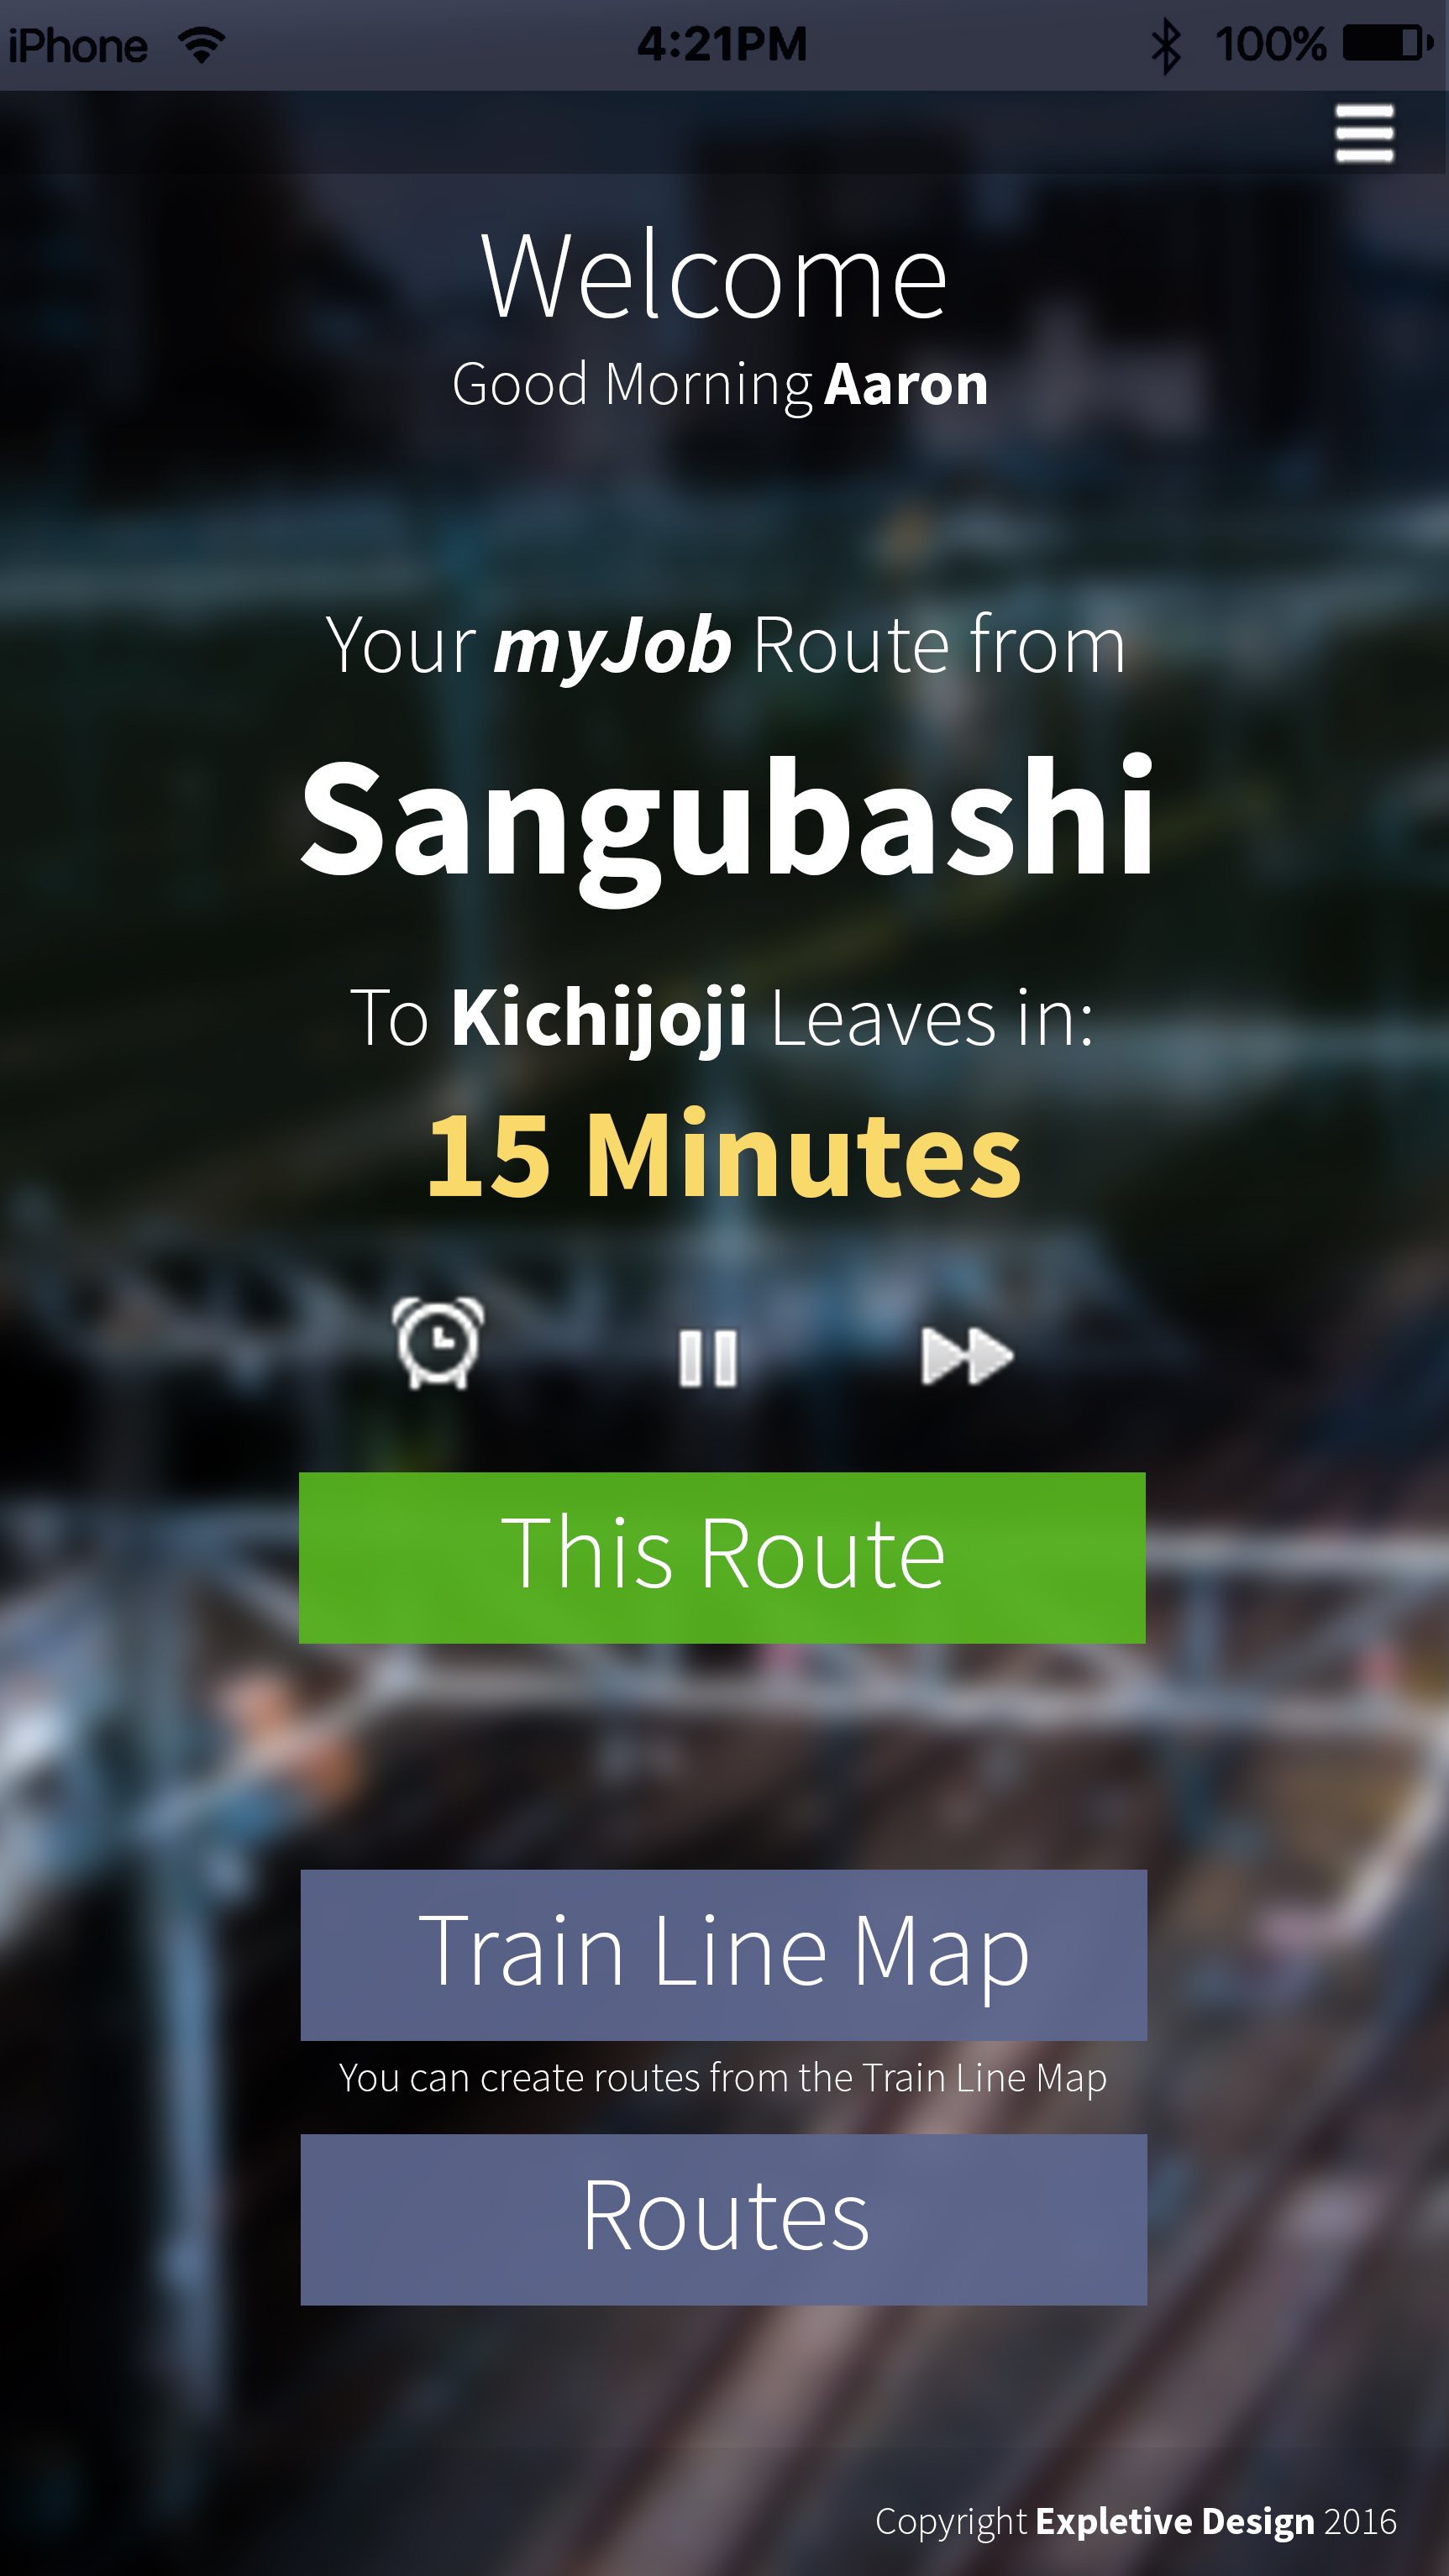 iPhone 4:21PM 100%
Welcome
Good Morning Aaron
Your myJob Route from
Sangubashi
To Kichijoji Leaves in:
15 Minutes
This Route
Train Line Map
You can create routes from the Train Line Map
Routes
Copyright Expletive Design 2016